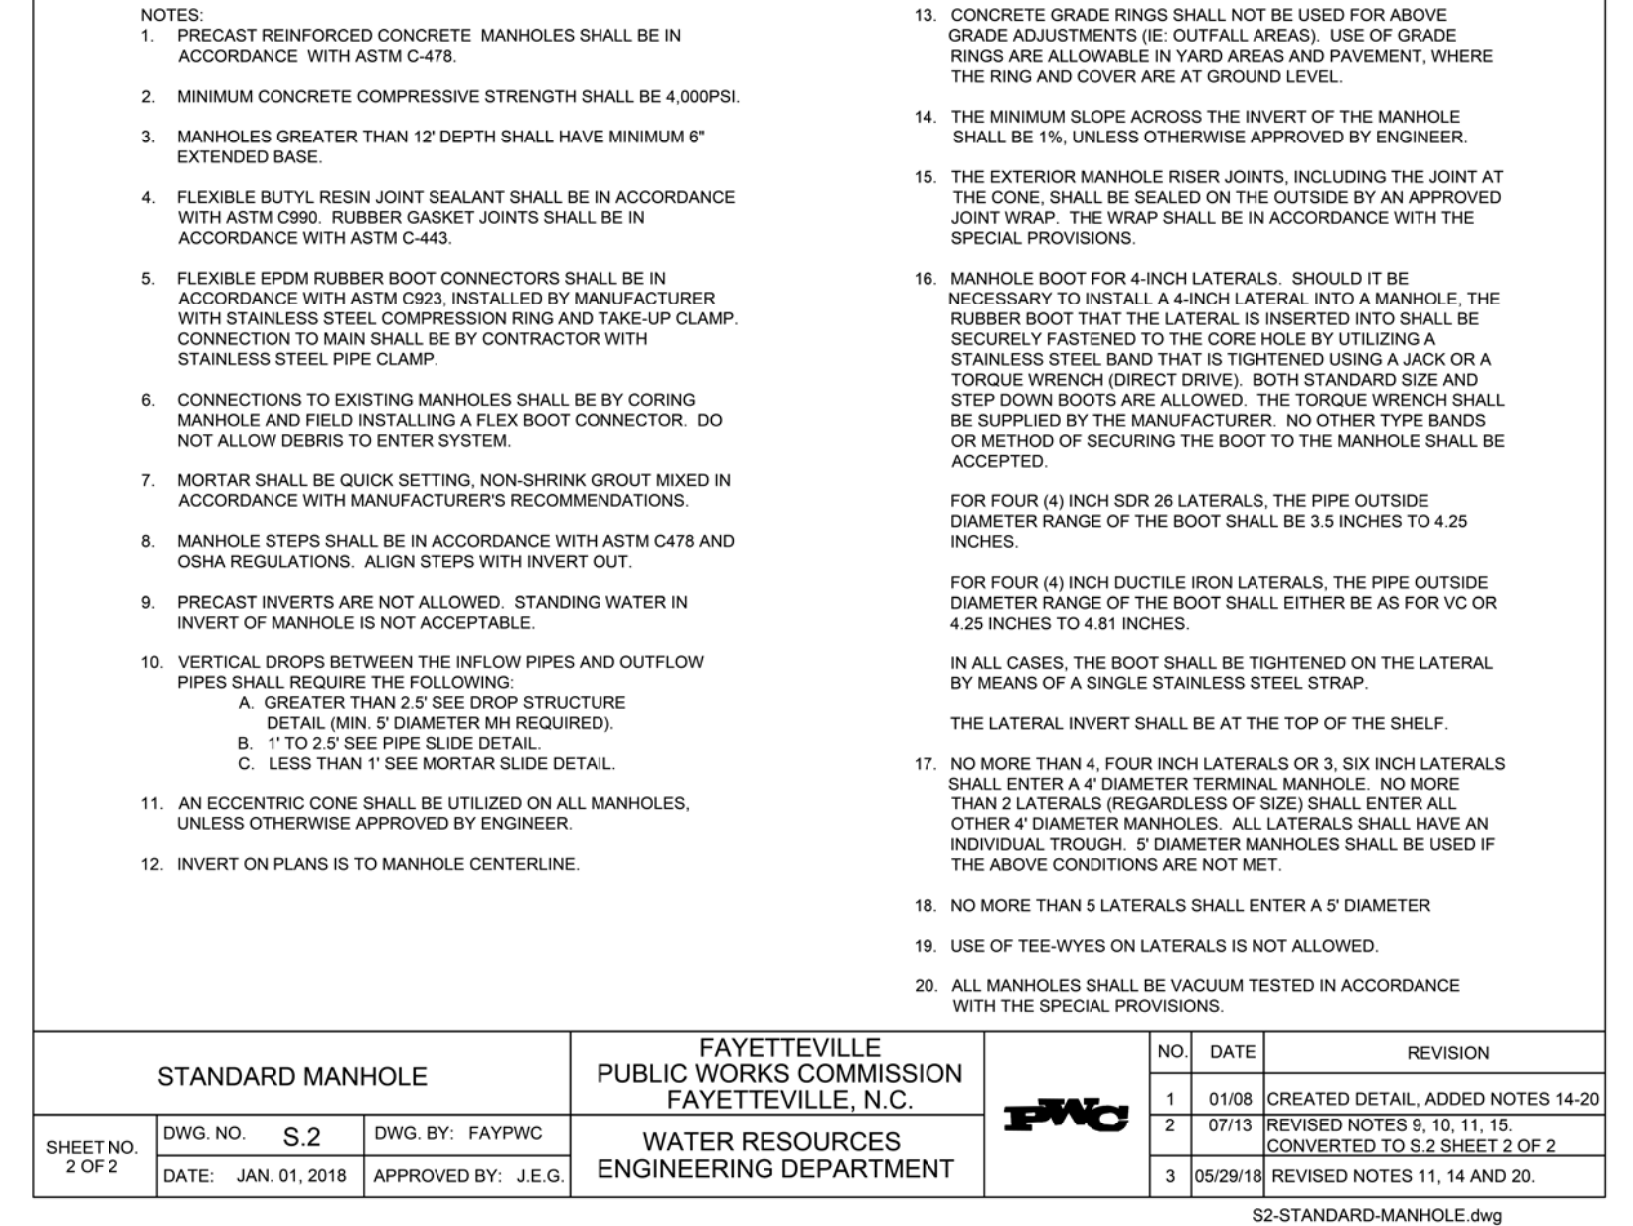 NOTES:
1. PRECAST REINFORCED CONCRETE MANHOLES SHALL BE IN
ACCORDANCE WITH ASTM C-478.
2. MINIMUM CONCRETE COMPRESSIVE STRENGTH SHALL BE 4,000PSI.
3. MANHOLES GREATER THAN 12' DEPTH SHALL HAVE MINIMUM 6"
EXTENDED BASE.
4. FLEXIBLE BUTYL RESIN JOINT SEALANT SHALL BE IN ACCORDANCE
WITH ASTM C990. RUBBER GASKET JOINTS SHALL BE IN
ACCORDANCE WITH ASTM C-443.
5. FLEXIBLE EPDM RUBBER BOOT CONNECTORS SHALL BE IN
ACCORDANCE WITH ASTM C923, INSTALLED BY MANUFACTURER
WITH STAINLESS STEEL COMPRESSION RING AND TAKE-UP CLAMP.
CONNECTION TO MAIN SHALL BE BY CONTRACTOR WITH
STAINLESS STEEL PIPE CLAMP.
6. CONNECTIONS TO EXISTING MANHOLES SHALL BE BY CORING
MANHOLE AND FIELD INSTALLING A FLEX BOOT CONNECTOR. DO
NOT ALLOW DEBRIS TO ENTER SYSTEM.
7. MORTAR SHALL BE QUICK SETTING, NON-SHRINK GROUT MIXED IN
ACCORDANCE WITH MANUFACTURER'S RECOMMENDATIONS.
8. MANHOLE STEPS SHALL BE IN ACCORDANCE WITH ASTM C478 AND
OSHA REGULATIONS. ALIGN STEPS WITH INVERT OUT.
9. PRECAST INVERTS ARE NOT ALLOWED. STANDING WATER IN
INVERT OF MANHOLE IS NOT ACCEPTABLE.
10. VERTICAL DROPS BETWEEN THE INFLOW PIPES AND OUTFLOW
PIPES SHALL REQUIRE THE FOLLOWING:
A. GREATER THAN 2.5' SEE DROP STRUCTURE
DETAIL (MIN. 5' DIAMETER MH REQUIRED).
B. 1' TO 2.5' SEE PIPE SLIDE DETAIL.
C. LESS THAN 1' SEE MORTAR SLIDE DETAIL.
11. AN ECCENTRIC CONE SHALL BE UTILIZED ON ALL MANHOLES,
UNLESS OTHERWISE APPROVED BY ENGINEER.
12. INVERT ON PLANS IS TO MANHOLE CENTERLINE.
13. CONCRETE GRADE RINGS SHALL NOT BE USED FOR ABOVE
GRADE ADJUSTMENTS (IE: OUTFALL AREAS). USE OF GRADE
RINGS ARE ALLOWABLE IN YARD AREAS AND PAVEMENT, WHERE
THE RING AND COVER ARE AT GROUND LEVEL.
14. THE MINIMUM SLOPE ACROSS THE INVERT OF THE MANHOLE
SHALL BE 1%, UNLESS OTHERWISE APPROVED BY ENGINEER.
15. THE EXTERIOR MANHOLE RISER JOINTS, INCLUDING THE JOINT AT
THE CONE, SHALL BE SEALED ON THE OUTSIDE BY AN APPROVED
JOINT WRAP. THE WRAP SHALL BE IN ACCORDANCE WITH THE
SPECIAL PROVISIONS.
16. MANHOLE BOOT FOR 4-INCH LATERALS. SHOULD IT BE
NECESSARY TO INSTALL A 4-INCH LATERAL INTO A MANHOLE, THE
RUBBER BOOT THAT THE LATERAL IS INSERTED INTO SHALL BE
SECURELY FASTENED TO THE CORE HOLE BY UTILIZING A
STAINLESS STEEL BAND THAT IS TIGHTENED USING A JACK OR A
TORQUE WRENCH (DIRECT DRIVE). BOTH STANDARD SIZE AND
STEP DOWN BOOTS ARE ALLOWED. THE TORQUE WRENCH SHALL
BE SUPPLIED BY THE MANUFACTURER. NO OTHER TYPE BANDS
OR METHOD OF SECURING THE BOOT TO THE MANHOLE SHALL BE
ACCEPTED.
FOR FOUR (4) INCH SDR 26 LATERALS, THE PIPE OUTSIDE
DIAMETER RANGE OF THE BOOT SHALL BE 3.5 INCHES TO 4.25
INCHES.
FOR FOUR (4) INCH DUCTILE IRON LATERALS, THE PIPE OUTSIDE
DIAMETER RANGE OF THE BOOT SHALL EITHER BE AS FOR VC OR
4.25 INCHES TO 4.81 INCHES.
IN ALL CASES, THE BOOT SHALL BE TIGHTENED ON THE LATERAL
BY MEANS OF A SINGLE STAINLESS STEEL STRAP.
THE LATERAL INVERT SHALL BE AT THE TOP OF THE SHELF.
17. NO MORE THAN 4, FOUR INCH LATERALS OR 3, SIX INCH LATERALS
SHALL ENTER A 4' DIAMETER TERMINAL MANHOLE. NO MORE
THAN 2 LATERALS (REGARDLESS OF SIZE) SHALL ENTER ALL
OTHER 4' DIAMETER MANHOLES. ALL LATERALS SHALL HAVE AN
INDIVIDUAL TROUGH. 5' DIAMETER MANHOLES SHALL BE USED IF
THE ABOVE CONDITIONS ARE NOT MET.
18. NO MORE THAN 5 LATERALS SHALL ENTER A 5' DIAMETER
19. USE OF TEE-WYES ON LATERALS IS NOT ALLOWED.
20. ALL MANHOLES SHALL BE VACUUM TESTED IN ACCORDANCE
WITH THE SPECIAL PROVISIONS.
STANDARD MANHOLE
SHEET NO.
2 OF 2
DWG. NO. S.2
DWG. BY: FAYPWC
DATE: JAN. 01, 2018
APPROVED BY: J.E.G.
FAYETTEVILLE
PUBLIC WORKS COMMISSION
FAYETTEVILLE, N.C.
WATER RESOURCES
ENGINEERING DEPARTMENT
PWC
NO. DATE REVISION
1 01/08 CREATED DETAIL, ADDED NOTES 14-20
2 07/13 REVISED NOTES 9, 10, 11, 15.
CONVERTED TO S.2 SHEET 2 OF 2
3 05/29/18 REVISED NOTES 11, 14 AND 20.
S2-STANDARD-MANHOLE.dwg